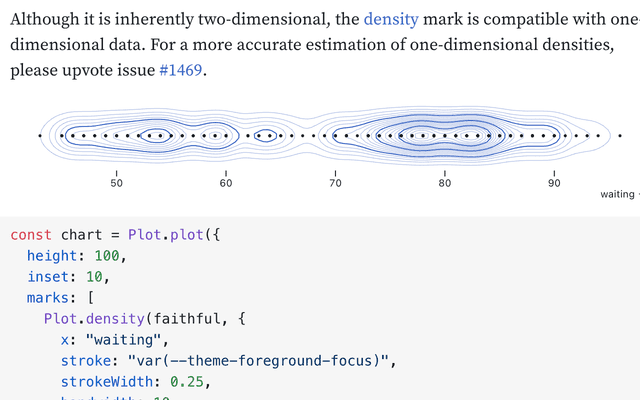 Although it is inherently two-dimensional, the density mark is compatible with one-
dimensional data. For a more accurate estimation of one-dimensional densities,
please upvote issue #1469.
50 60 70 80 90
waiting
const chart = Plot.plot({
  height: 100,
  inset: 10,
  marks: [
    Plot.density(faithful, {
      x: "waiting",
      stroke: "var(--theme-foreground-focus)",
      strokeWidth: 0.25,